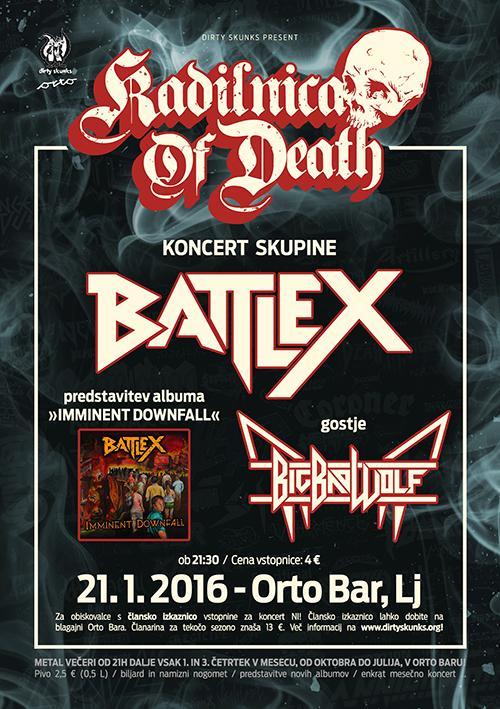 DIRTY SKUNKS PRESENT
dirty skunks
orto
Kadilnica
Of Death
KONCERT SKUPINE
BATTLEX
predstavitev albuma
»IMMINENT DOWNFALL«
gostje
BATTLEX
IMMINENT DOWNFALL
BIGBADWOLF
ob 21:30 / Cena vstopnice: 4 €
21. 1. 2016 - Orto Bar, Lj
Za obiskovalce s člansko izkaznico vstopnine za koncert NI! Člansko izkaznico lahko dobite na
blagajni Orto Bara. Članarina za tekočo sezono znaša 13 €. Več informacij na www.dirtyskunks.org!
METAL VEČERI OD 21H DALJE VSAK 1. IN 3. ČETRTEK V MESECU, OD OKTOBRA DO JULIJA, V ORTO BARU!
Pivo 2,5 € (0,5 L) / biljard in namizni nogomet / predstavitve novih albumov / enkrat mesečno koncert ...